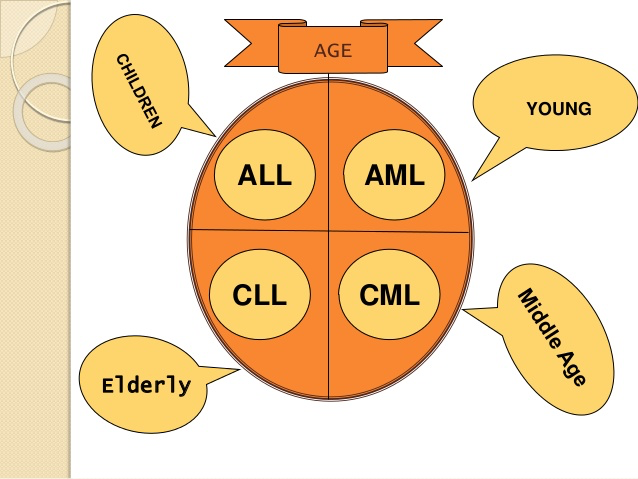 AGE
CHILDREN
YOUNG
ALL
AML
CLL
CML
Elderly
Middle Age